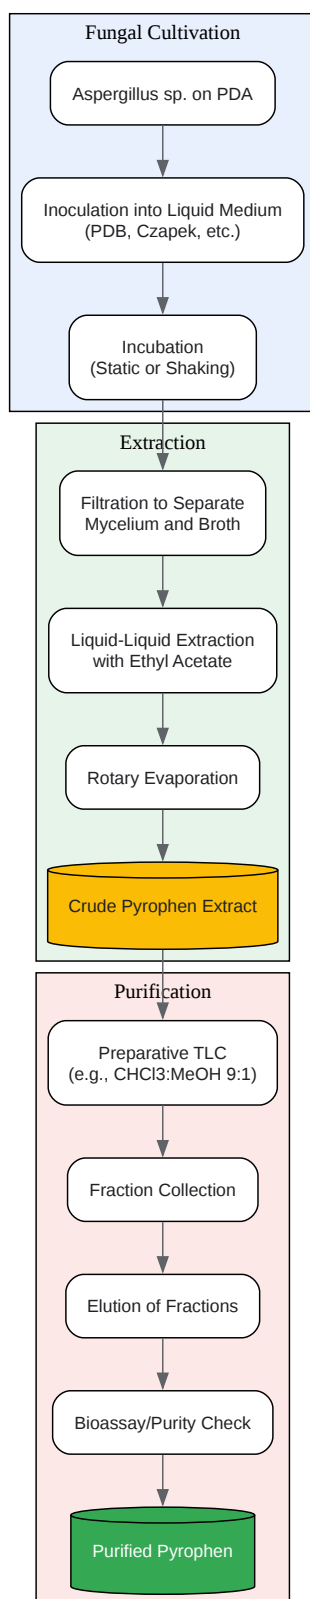 Fungal Cultivation
Aspergillus sp. on PDA
Inoculation into Liquid Medium
(PDB, Czapek, etc.)
Incubation
(Static or Shaking)
Extraction
Filtration to Separate
Mycelium and Broth
Liquid-Liquid Extraction
with Ethyl Acetate
Rotary Evaporation
Crude Pyrophen Extract
Purification
Preparative TLC
(e.g., CHCl3:MeOH 9:1)
Fraction Collection
Elution of Fractions
Bioassay/Purity Check
Purified Pyrophen